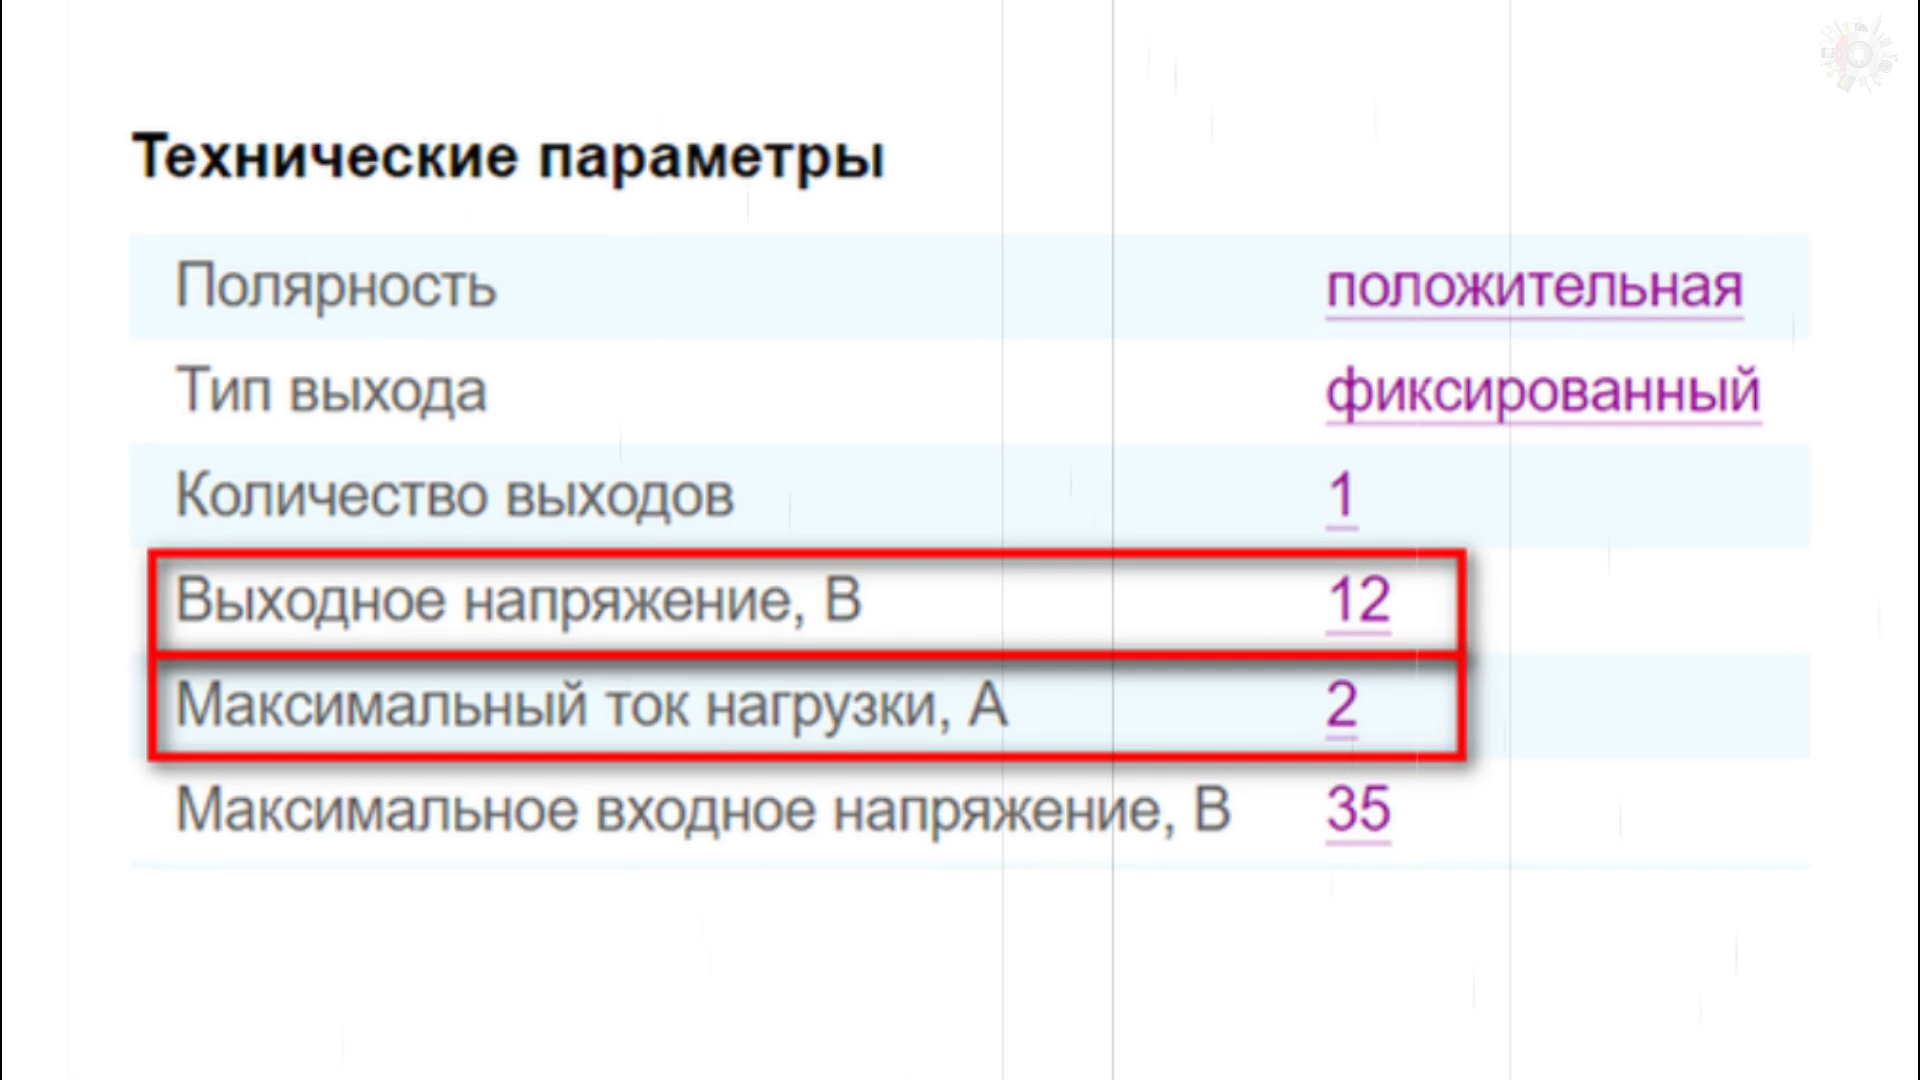 Технические параметры
Полярность положительная
Тип выхода фиксированный
Количество выходов 1
Выходное напряжение, В 12
Максимальный ток нагрузки, А 2
Максимальное входное напряжение, В 35